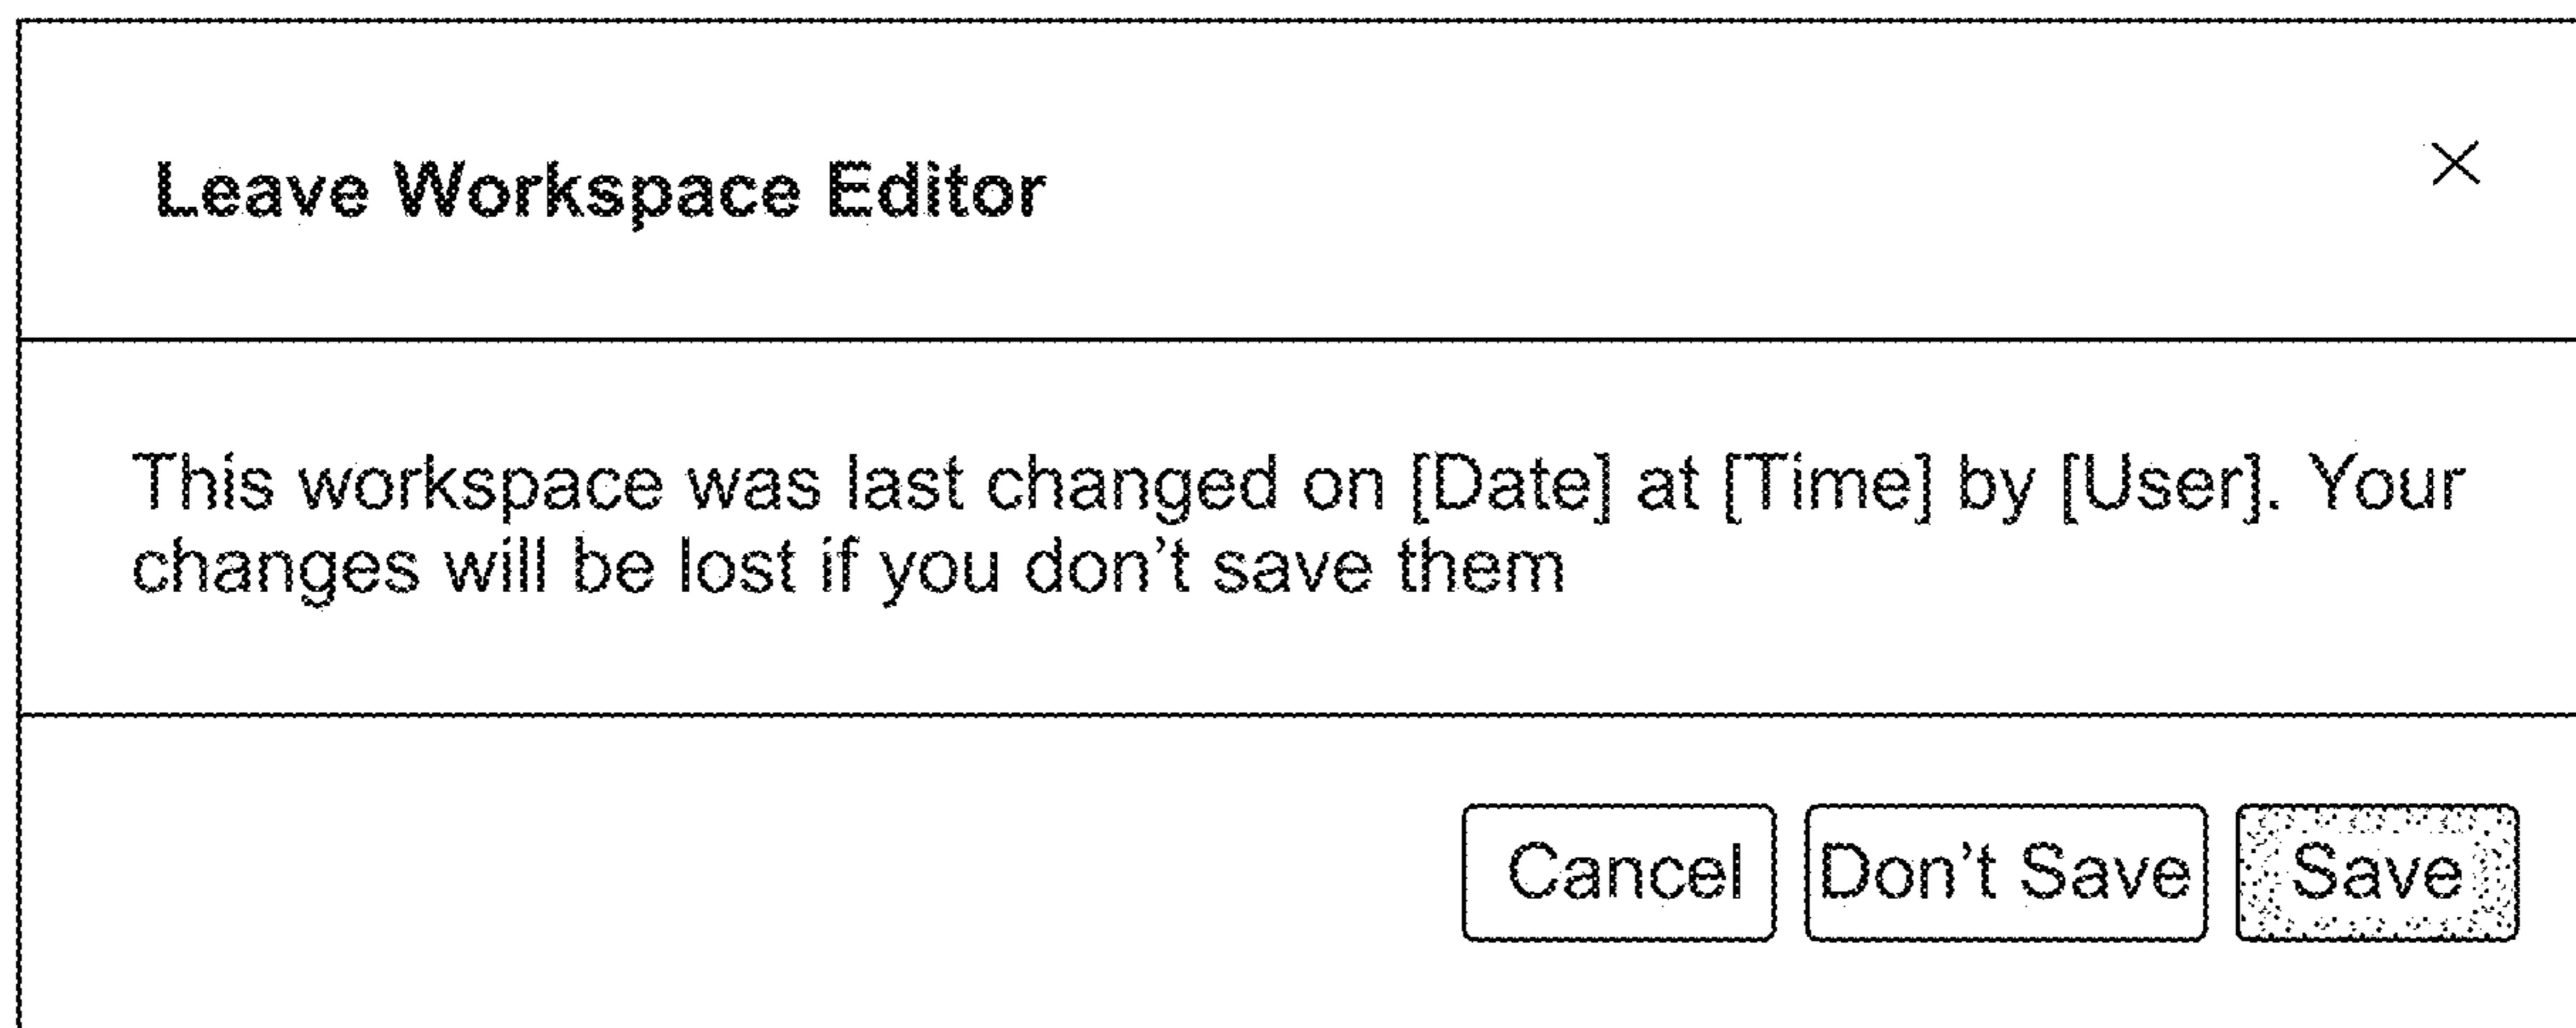 Leave Workspace Editor
This workspace was last changed on [Date] at [Time] by [User]. Your
changes will be lost if you don’t save them
Cancel Don’t Save Save